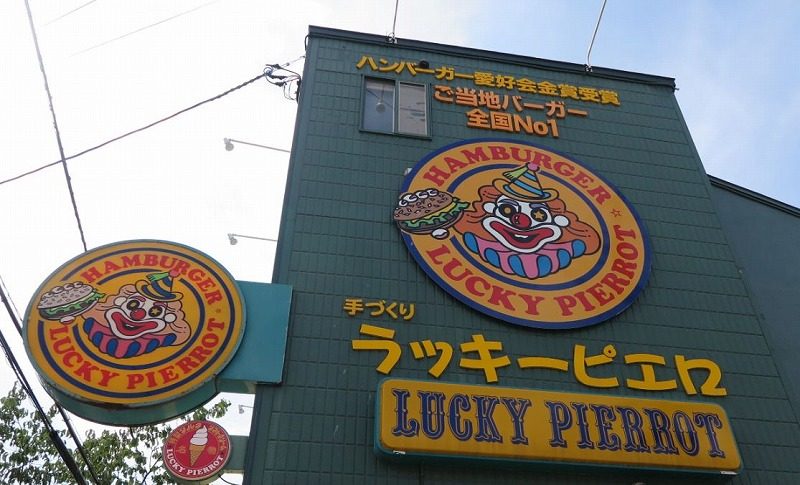 ハンバーガー愛好会金賞受賞
ご当地バーガー
全国No1
HAMBURGER
LUCKY PIERROT
手づくり
ラッキーピエロ
LUCKY PIERROT
HAMBURGER
LUCKY PIERROT
LUCKY PIERROT